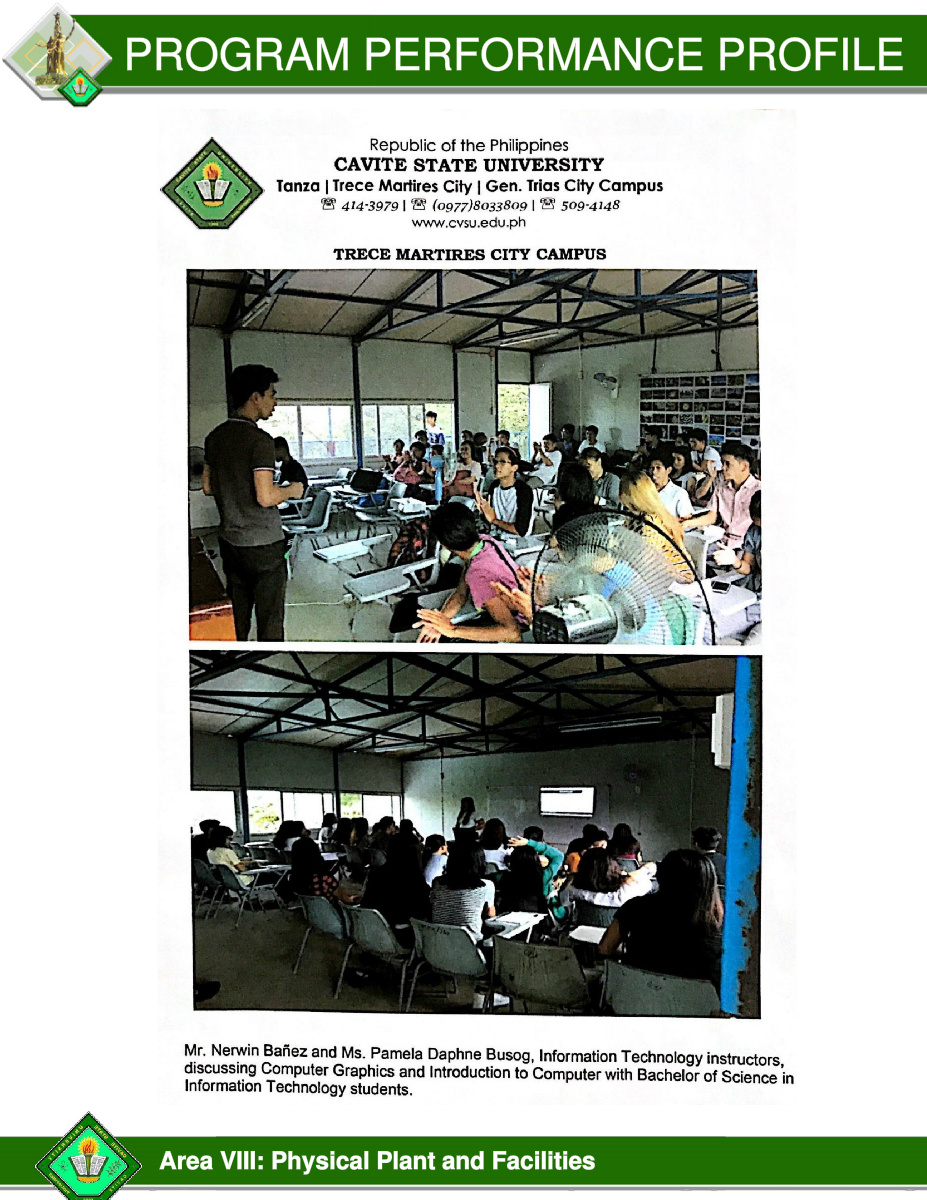 PROGRAM PERFORMANCE PROFILE
Republic of the Philippines
CAVITE STATE UNIVERSITY
Tanza | Trece Martires City | Gen. Trias City Campus
☏ 414-3979 | ☏ (0977)8033809 | ☏ 509-4148
www.cvsu.edu.ph
TRECE MARTIRES CITY CAMPUS
Mr. Nerwin Bañez and Ms. Pamela Daphne Busog, Information Technology instructors,
discussing Computer Graphics and Introduction to Computer with Bachelor of Science in
Information Technology students.
Area VIII: Physical Plant and Facilities